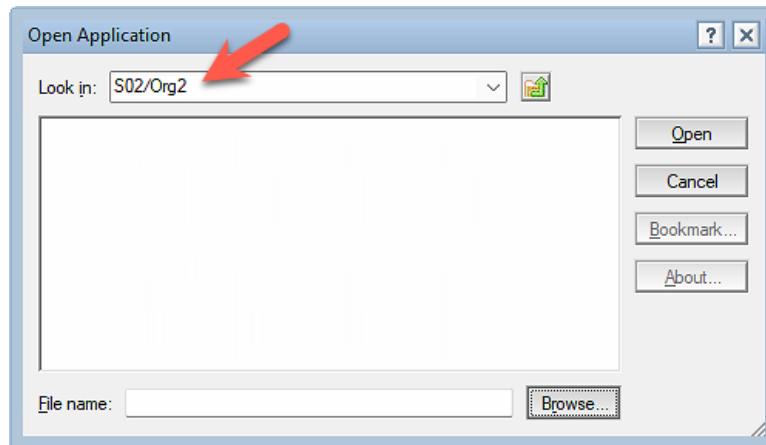 Open Application
?
Look in: S02/Org2
Open
Cancel
Bookmark...
About...
File name:
Browse...